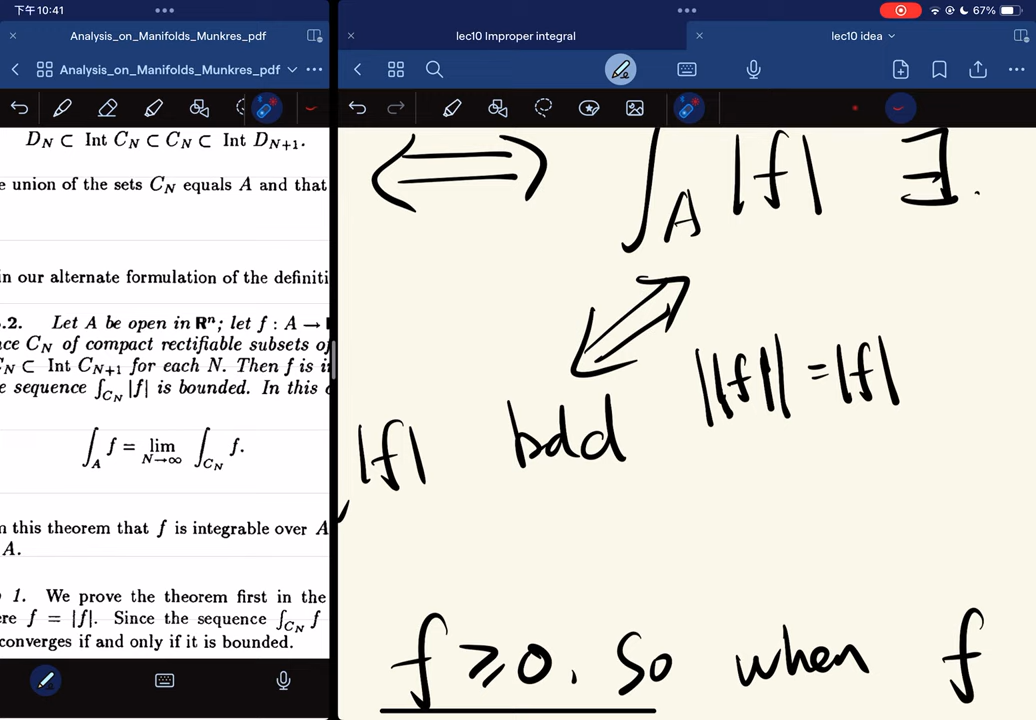 下午10:41
67%
Analysis_on_Manifolds_Munkres_pdf
Analysis_on_Manifolds_Munkres_pdf
D_N ⊂ Int C_N ⊂ C_N ⊂ Int D_{N+1}.
e union of the sets C_N equals A and that
in our alternate formulation of the definiti
.2. Let A be open in R^n; let f : A →
ce C_N of compact rectifiable subsets of
C_N ⊂ Int C_{N+1} for each N. Then f is i
e sequence ∫_{C_N} |f| is bounded. In this
∫_A f = lim_{N→∞} ∫_{C_N} f.
n this theorem that f is integrable over A
A.
1. We prove the theorem first in the
ere f = |f|. Since the sequence ∫_{C_N} f
converges if and only if it is bounded.
lec10 Improper integral
lec10 idea
⟺ ∫_A |f| ∃.
||f|| = |f|
|f| bdd
f ⩾ 0. So when f